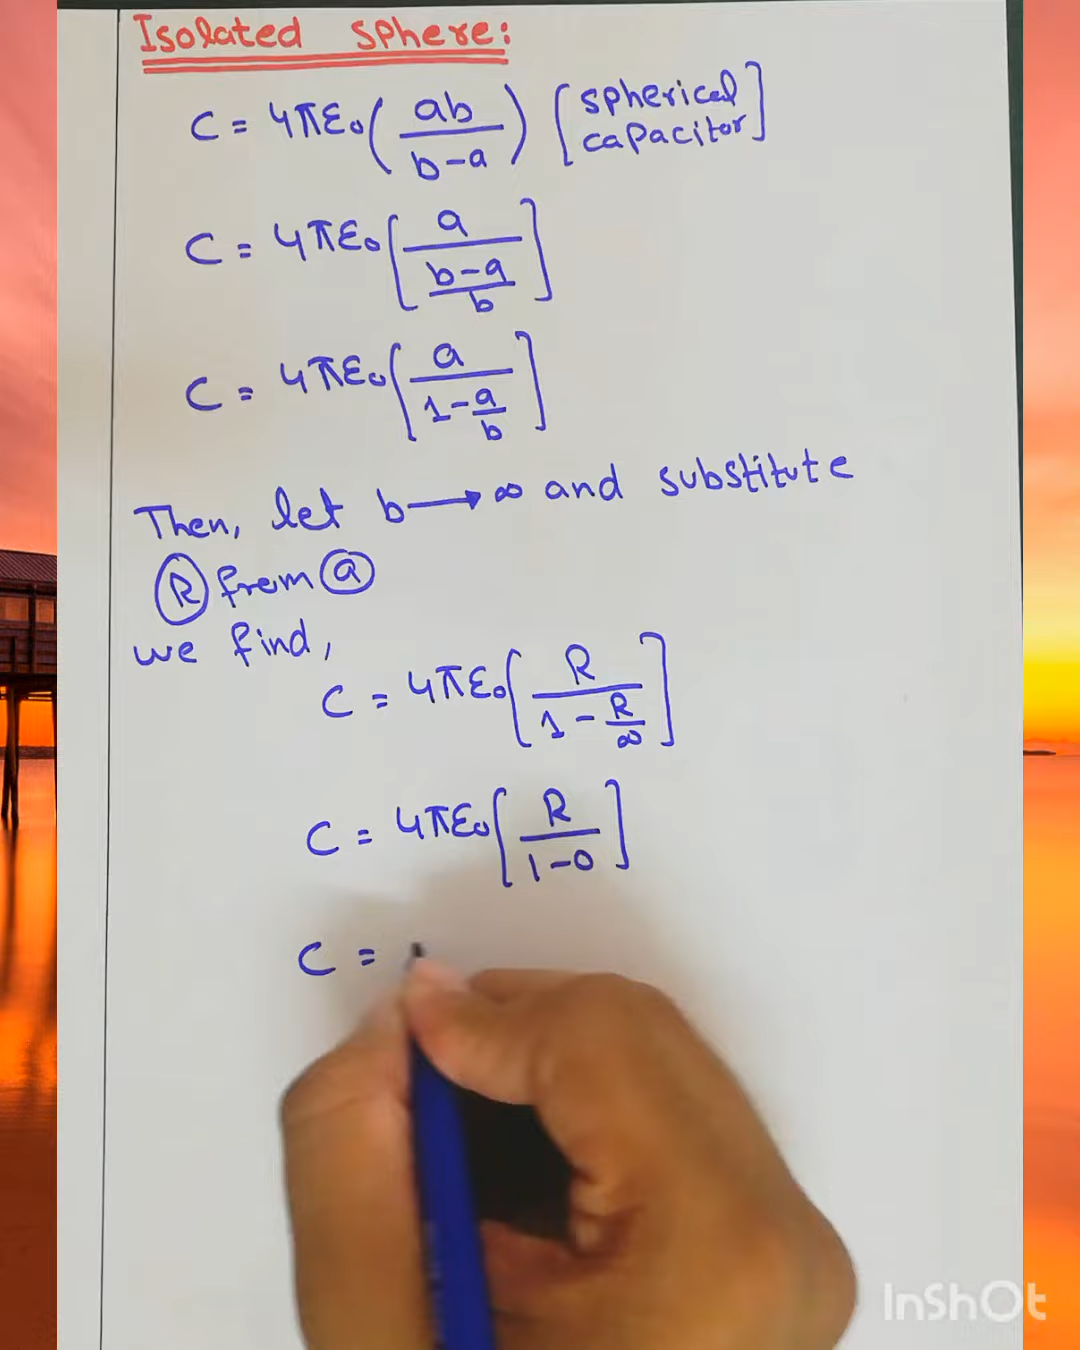 Isolated sphere:
C = 4πε₀(ab/b-a) [spherical capacitor]
C = 4πε₀[a/(b-a/b)]
C = 4πε₀[a/(1-a/b)]
Then, let b→∞ and substitute
Ⓡ from ⓐ
we find,
C = 4πε₀[R/(1-R/∞)]
C = 4πε₀[R/1-0]
C =
InShOt